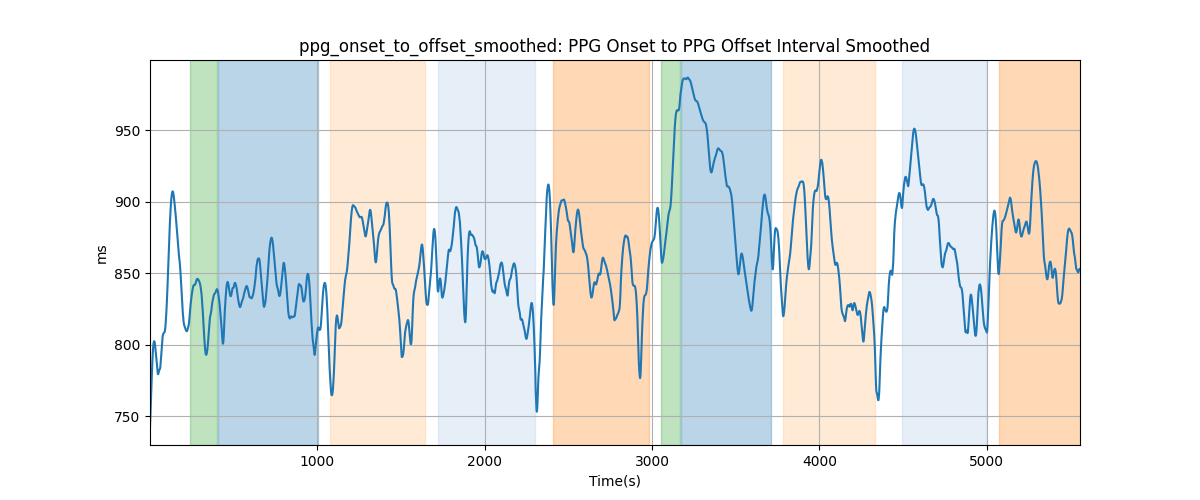 ppg_onset_to_offset_smoothed: PPG Onset to PPG Offset Interval Smoothed
950
900
850
800
750
ms
1000 2000 3000 4000 5000
Time(s)